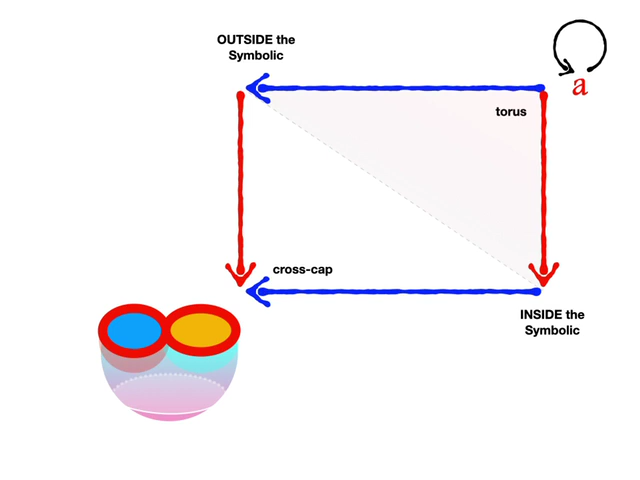 OUTSIDE the
Symbolic
a
torus
cross-cap
INSIDE the
Symbolic